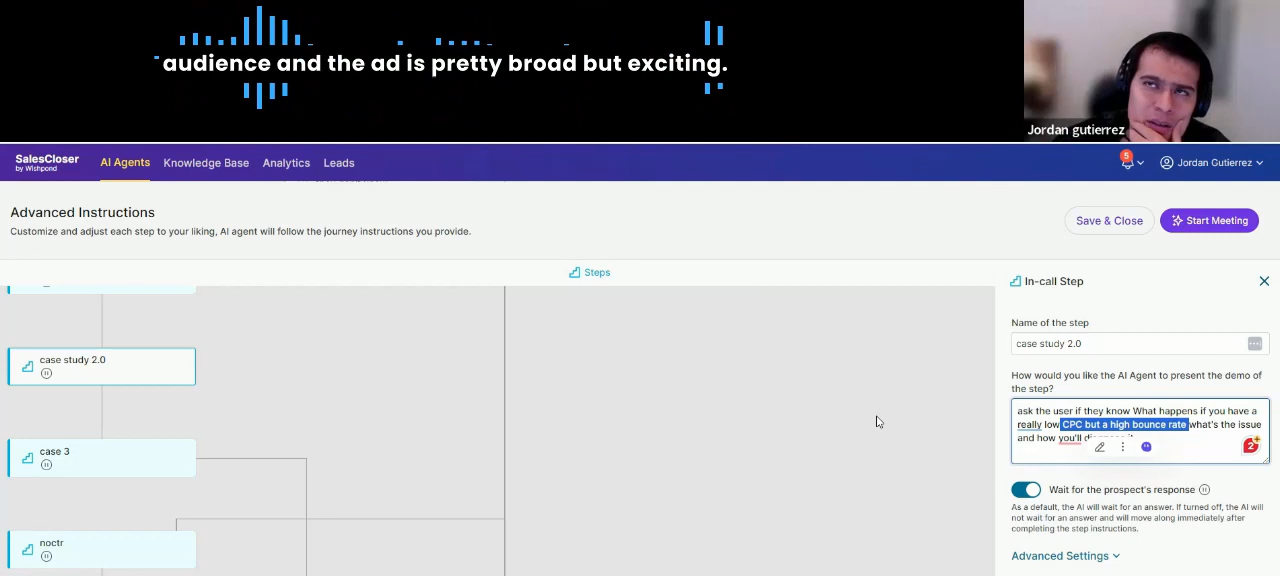 audience and the ad is pretty broad but exciting.
Jordan gutierrez
SalesCloser
by Wishpond
AI Agents
Knowledge Base
Analytics
Leads
5
Jordan Gutierrez
Advanced Instructions
Customize and adjust each step to your liking, AI agent will follow the journey instructions you provide.
Save & Close
Start Meeting
Steps
case study 2.0
case 3
noctr
In-call Step
Name of the step
case study 2.0
How would you like the AI Agent to present the demo of
the step?
ask the user if they know What happens if you have a
really low CPC but a high bounce rate what's the issue
and how you'll
2
Wait for the prospect's response
As a default, the AI will wait for an answer. If turned off, the AI will
not wait for an answer and will move along immediately after
completing the step instructions.
Advanced Settings